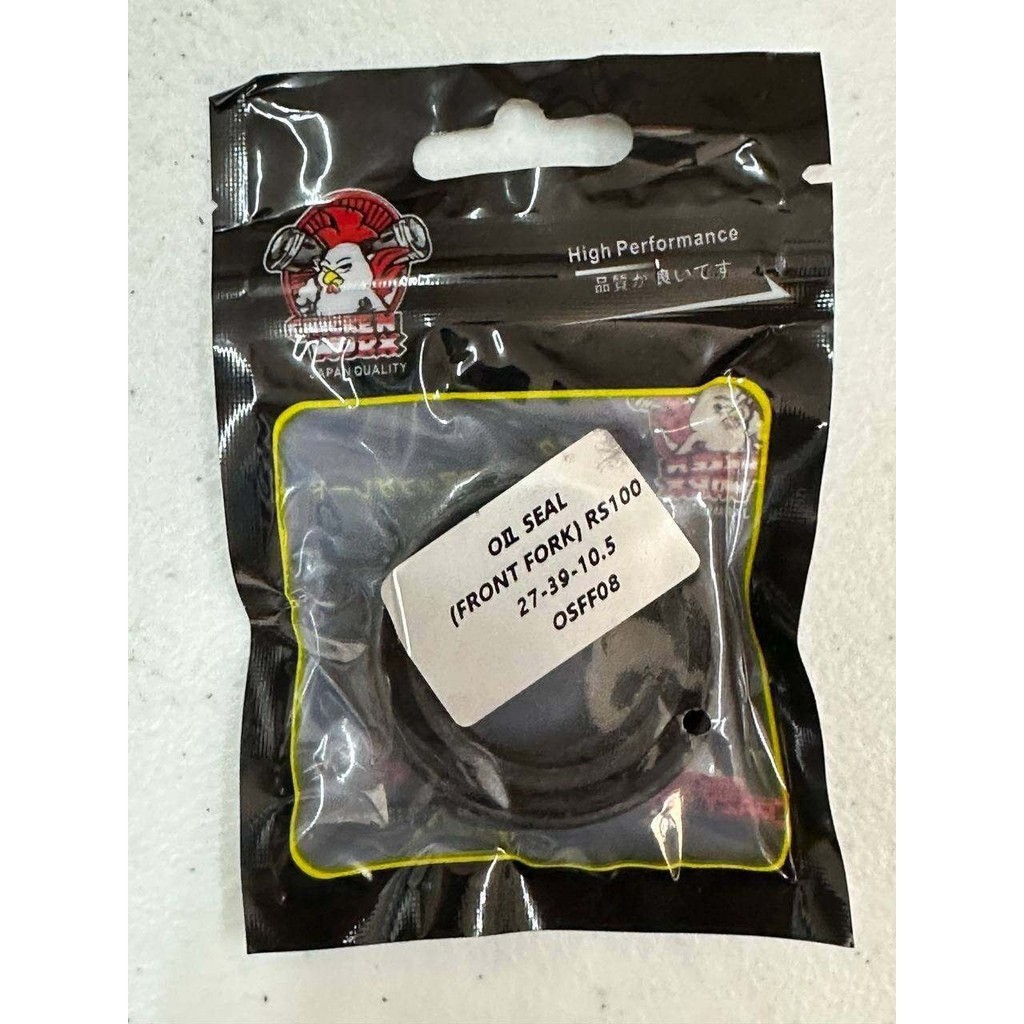 High Performance
品質が 良いてす
JAPAN QUALITY
OIL SEAL
(FRONT FORK) RS100
27-39-10.5
OSFF08